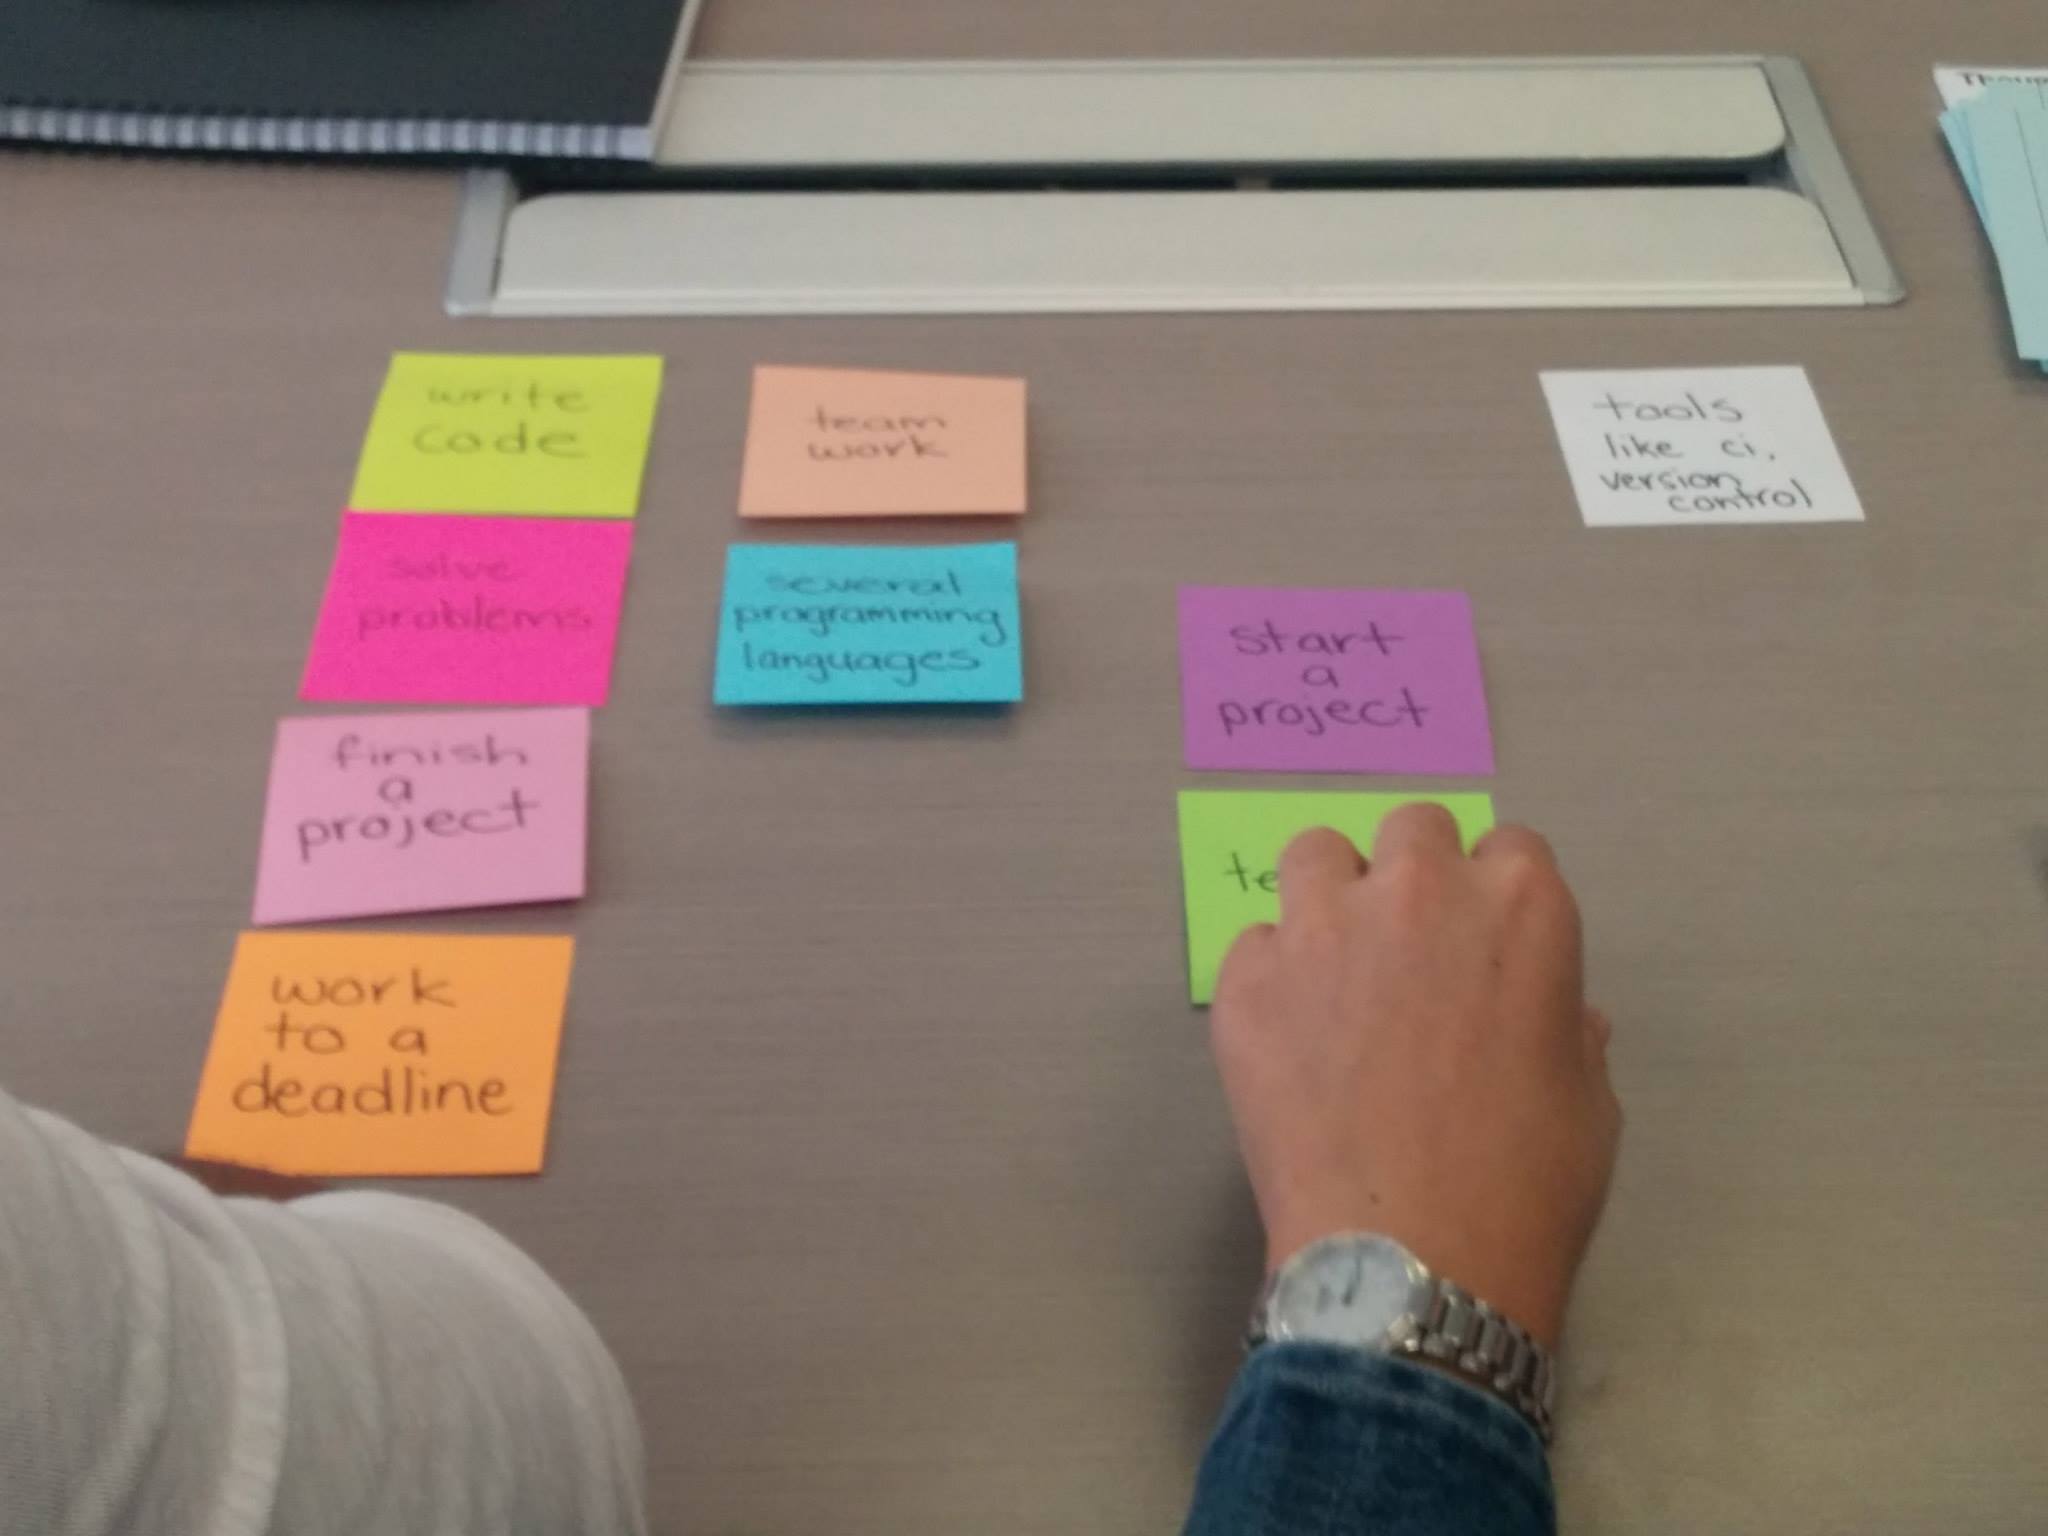 write
code
solve
problems
finish
a
project
work
to a
deadline
team
work
several
programming
languages
start
a
project
te
tools
like ci,
version
control